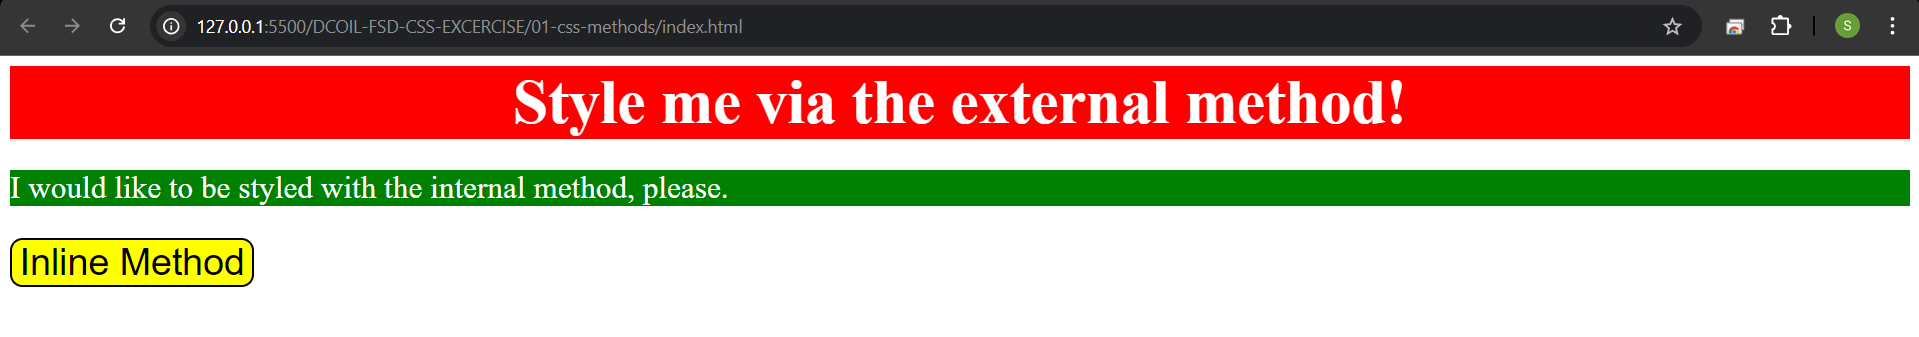 127.0.0.1:5500/DCOIL-FSD-CSS-EXCERCISE/01-css-methods/index.html
S
Style me via the external method!
I would like to be styled with the internal method, please.
Inline Method